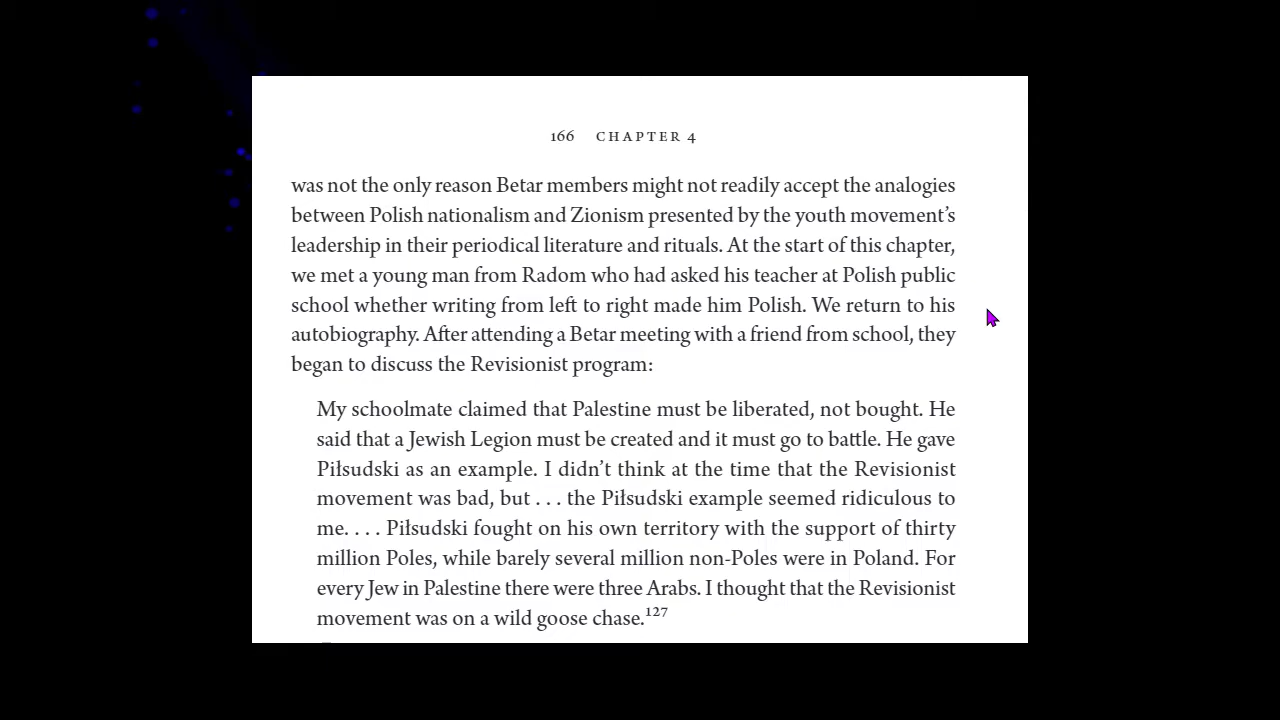 166 CHAPTER 4
was not the only reason Betar members might not readily accept the analogies
between Polish nationalism and Zionism presented by the youth movement’s
leadership in their periodical literature and rituals. At the start of this chapter,
we met a young man from Radom who had asked his teacher at Polish public
school whether writing from left to right made him Polish. We return to his
autobiography. After attending a Betar meeting with a friend from school, they
began to discuss the Revisionist program:
My schoolmate claimed that Palestine must be liberated, not bought. He
said that a Jewish Legion must be created and it must go to battle. He gave
Piłsudski as an example. I didn’t think at the time that the Revisionist
movement was bad, but . . . the Piłsudski example seemed ridiculous to
me. . . . Piłsudski fought on his own territory with the support of thirty
million Poles, while barely several million non-Poles were in Poland. For
every Jew in Palestine there were three Arabs. I thought that the Revisionist
movement was on a wild goose chase.127